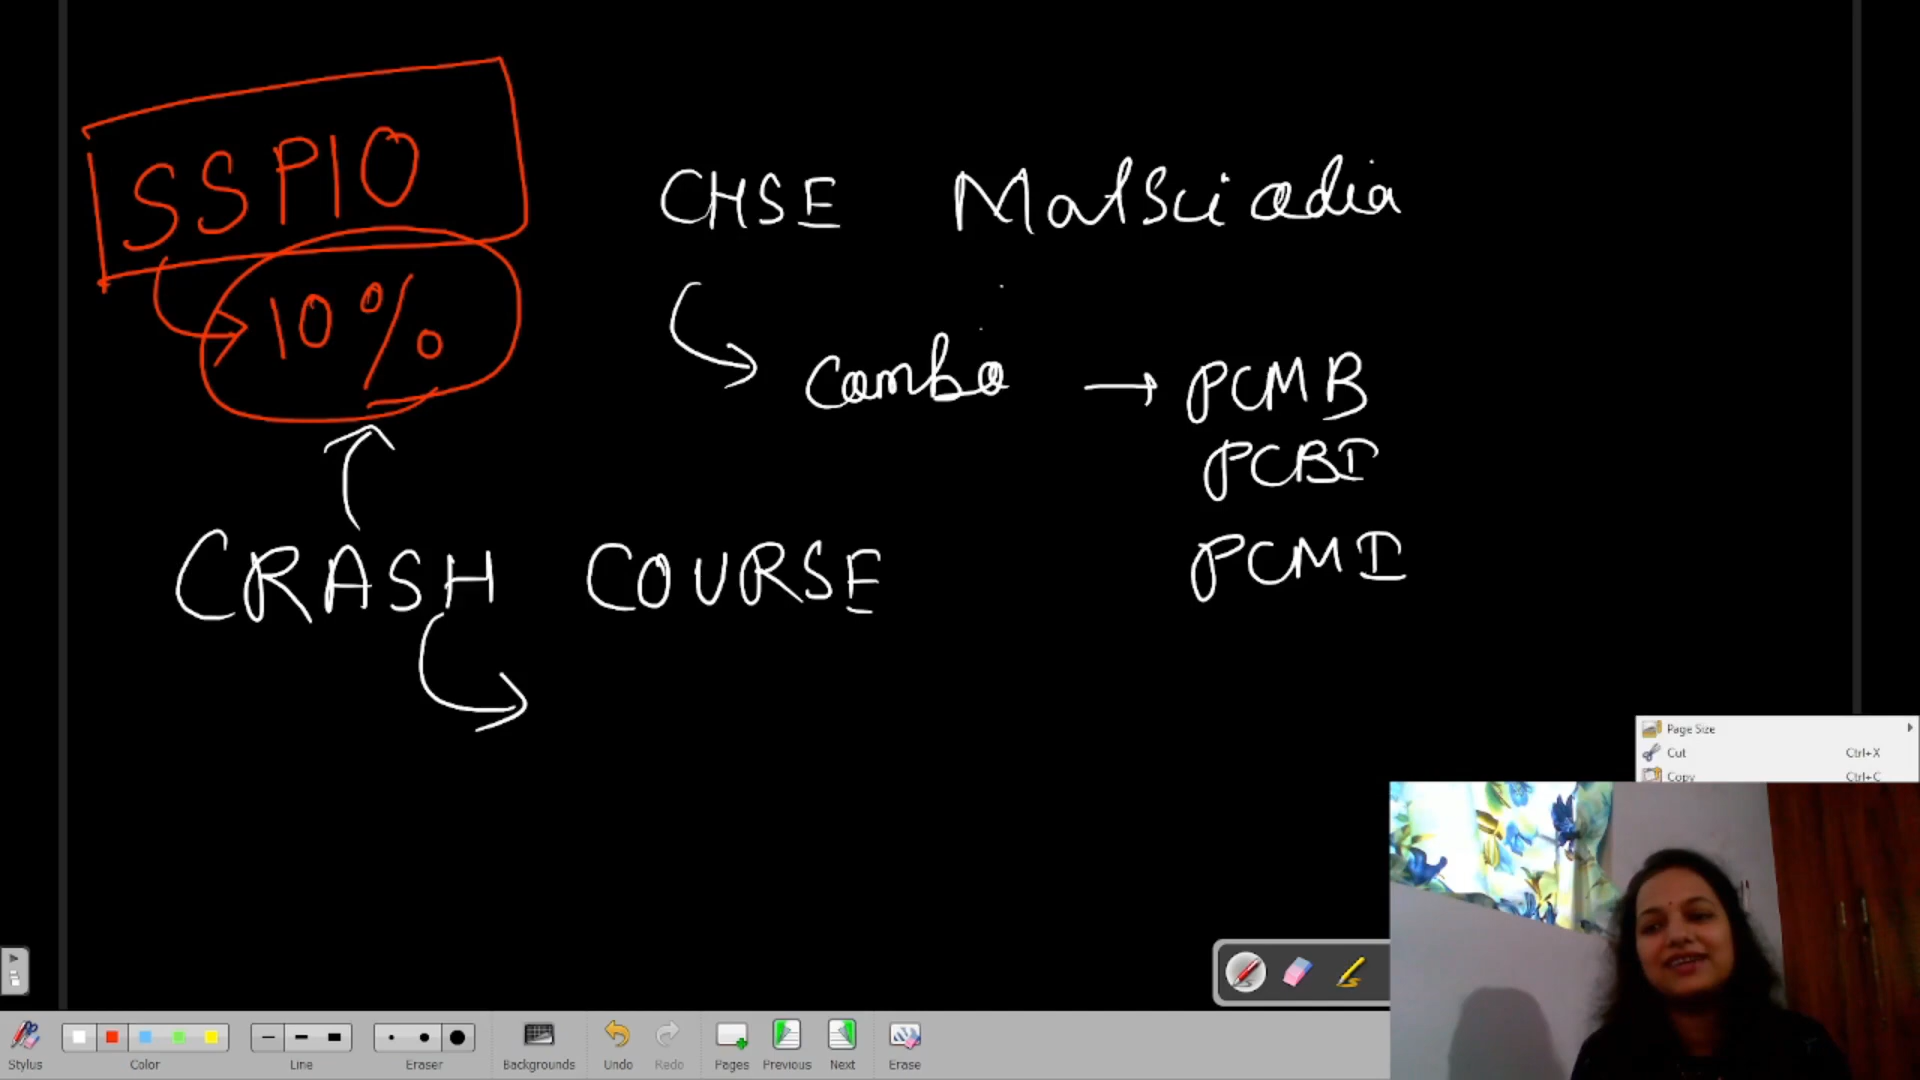 SSP10
10%
CHSE Matsciodia
Combo → PCMB
PCBI
PCMI
CRASH COURSE
Page Size
Cut Ctrl+X
Copy Ctrl+C
Stylus
Color
Line
Eraser
Backgrounds
Undo
Redo
Pages
Previous
Next
Erase